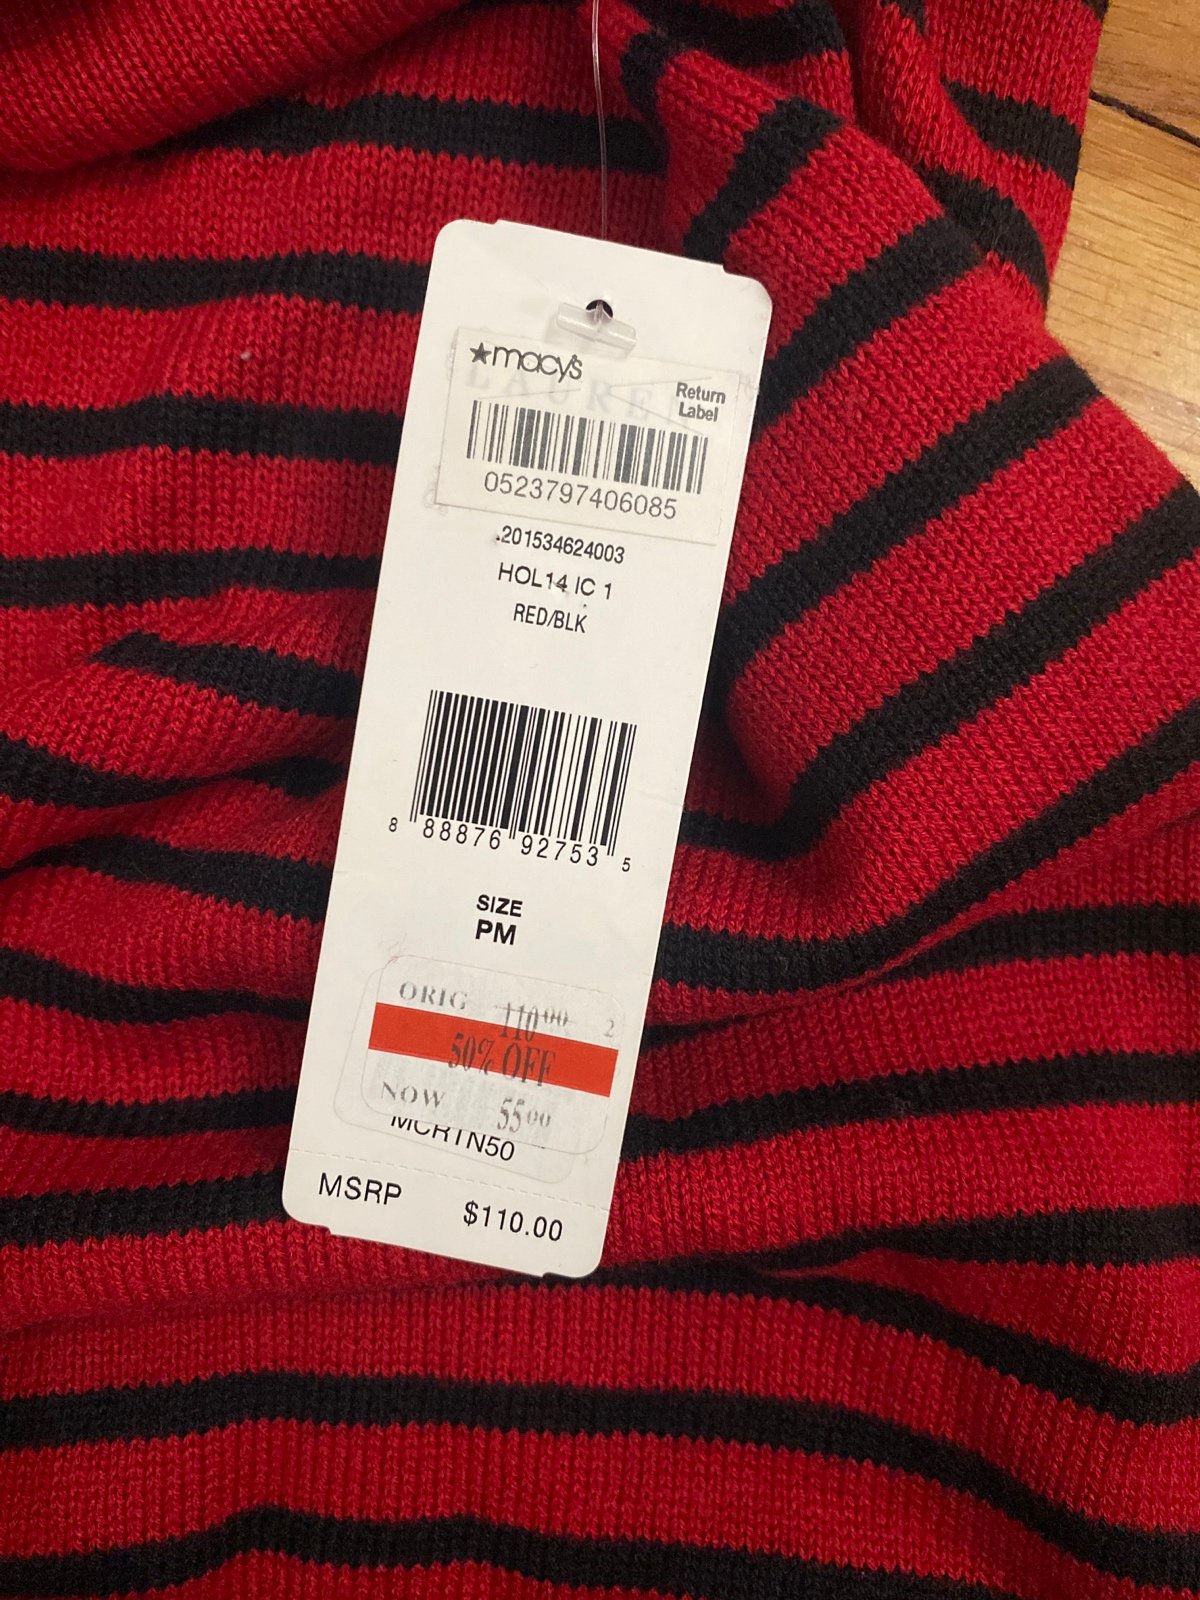 ★macy's
LAUREN
Return
Label
0523797406085
201534624003
HOL14 IC 1
RED/BLK
8 88876 92753 5
SIZE
PM
ORIG 110.00 2
50% OFF
NOW 55.00
MCRTN50
MSRP $110.00